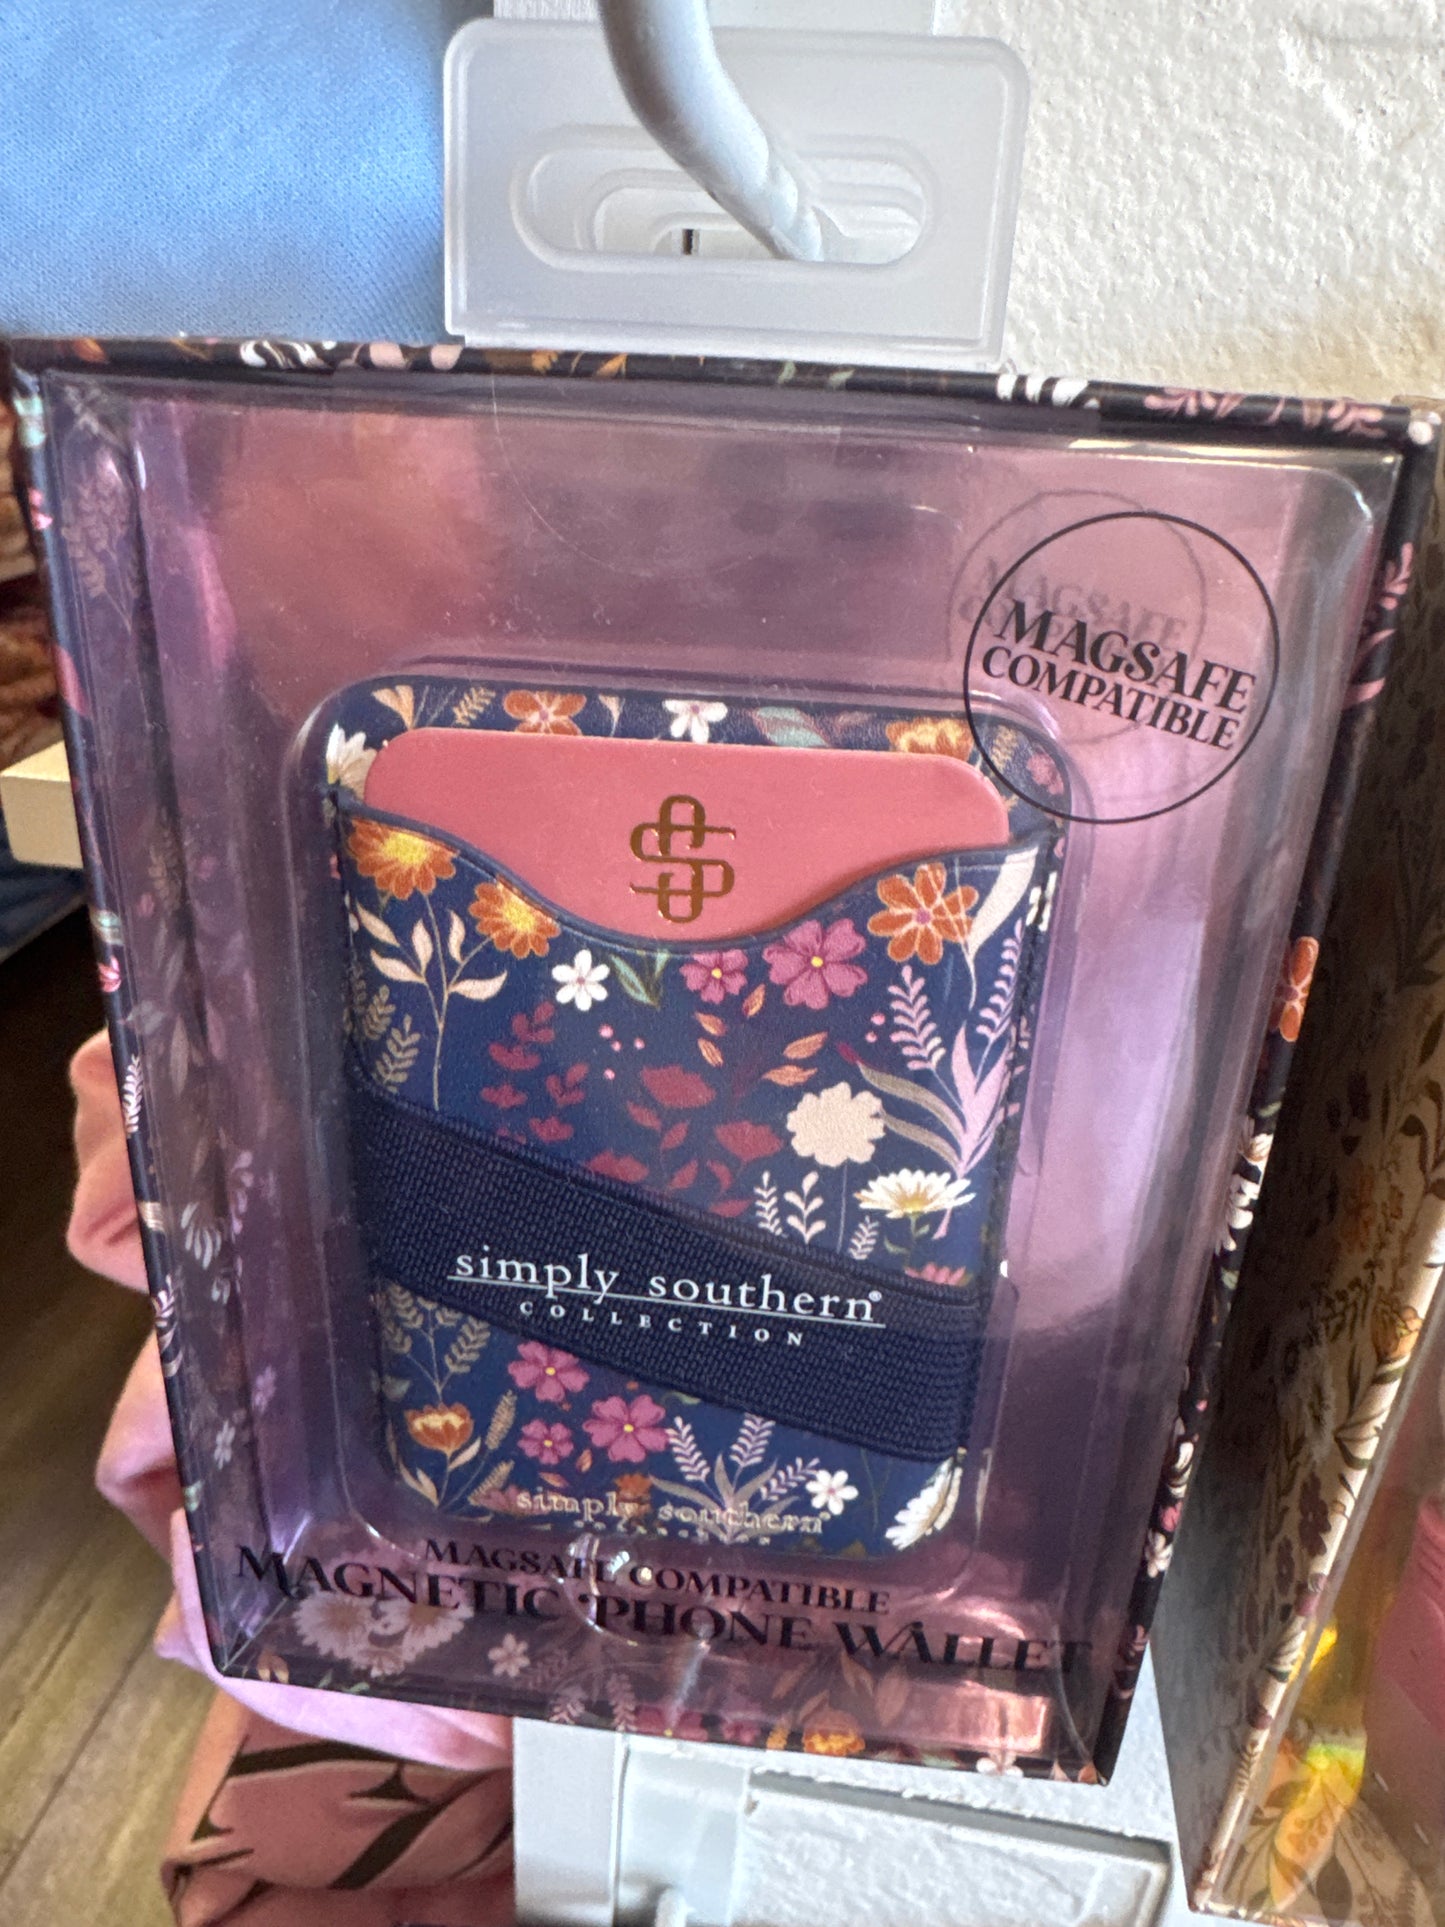 MAGSAFE
COMPATIBLE
simply southern®
COLLECTION
simply southern
MAGSAFE COMPATIBLE
MAGNETIC PHONE WALLET